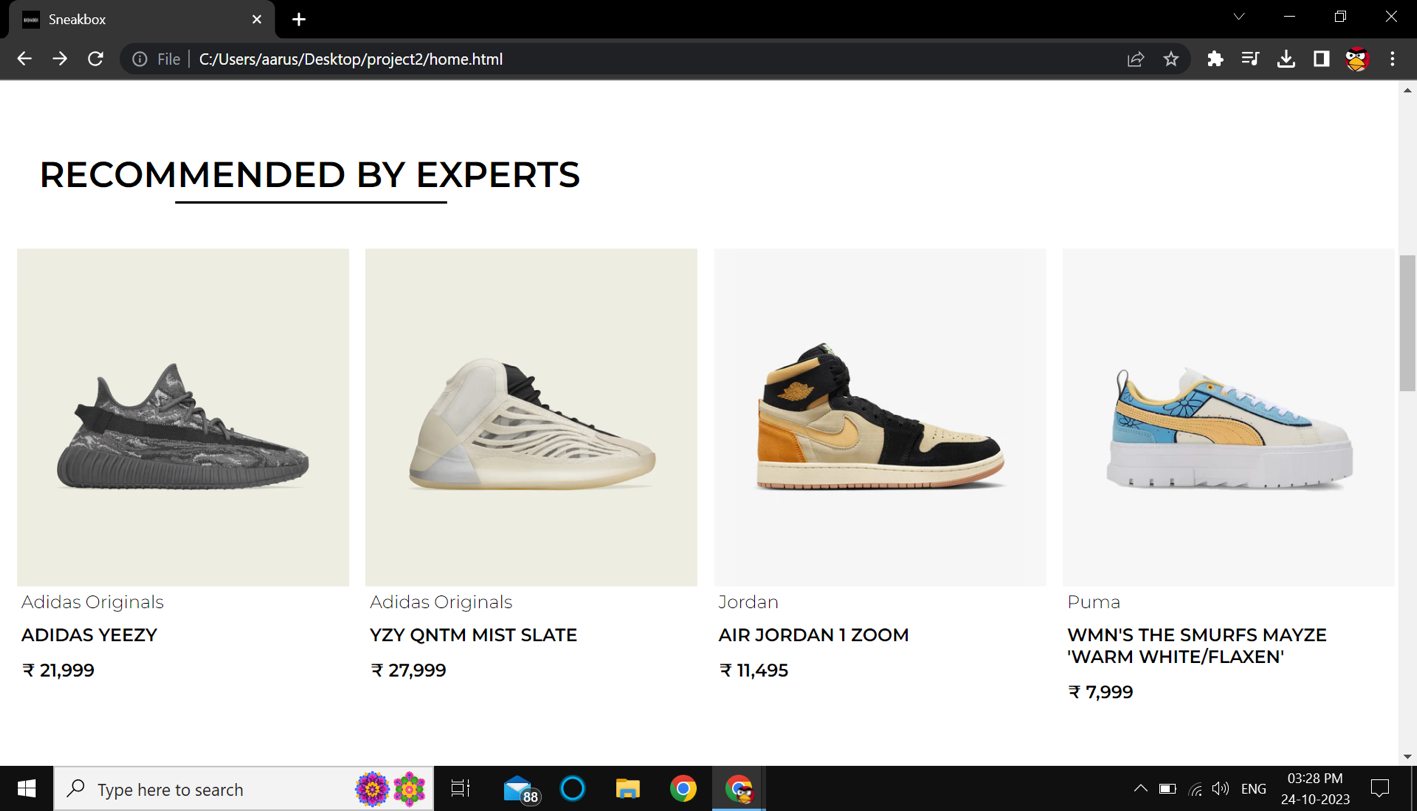 Sneakbox
File
C:/Users/aarus/Desktop/project2/home.html
RECOMMENDED BY EXPERTS
Adidas Originals
ADIDAS YEEZY
₹ 21,999
Adidas Originals
YZY QNTM MIST SLATE
₹ 27,999
Jordan
AIR JORDAN 1 ZOOM
₹ 11,495
Puma
WMN'S THE SMURFS MAYZE
'WARM WHITE/FLAXEN'
₹ 7,999
Type here to search
88
ENG
03:28 PM
24-10-2023